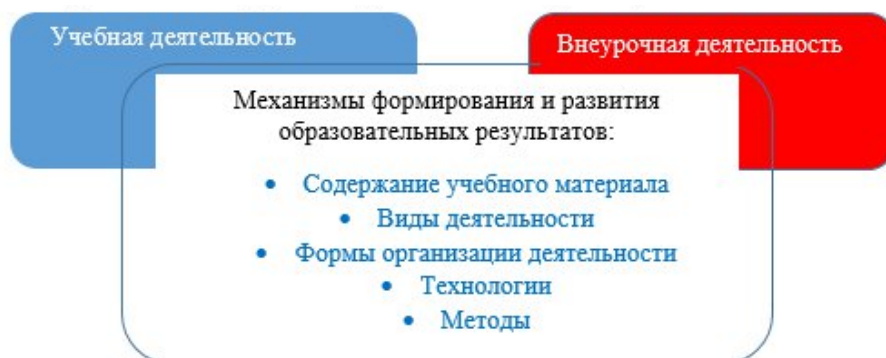 Учебная деятельность
Внеурочная деятельность
Механизмы формирования и развития
образовательных результатов:
• Содержание учебного материала
• Виды деятельности
• Формы организации деятельности
• Технологии
• Методы